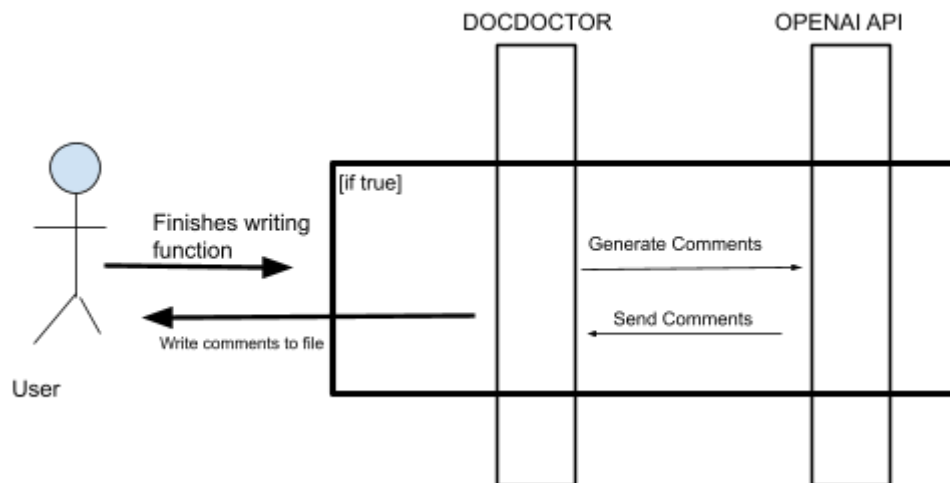 DOCDOCTOR
OPENAI API
[if true]
Finishes writing
function
Generate Comments
Send Comments
Write comments to file
User